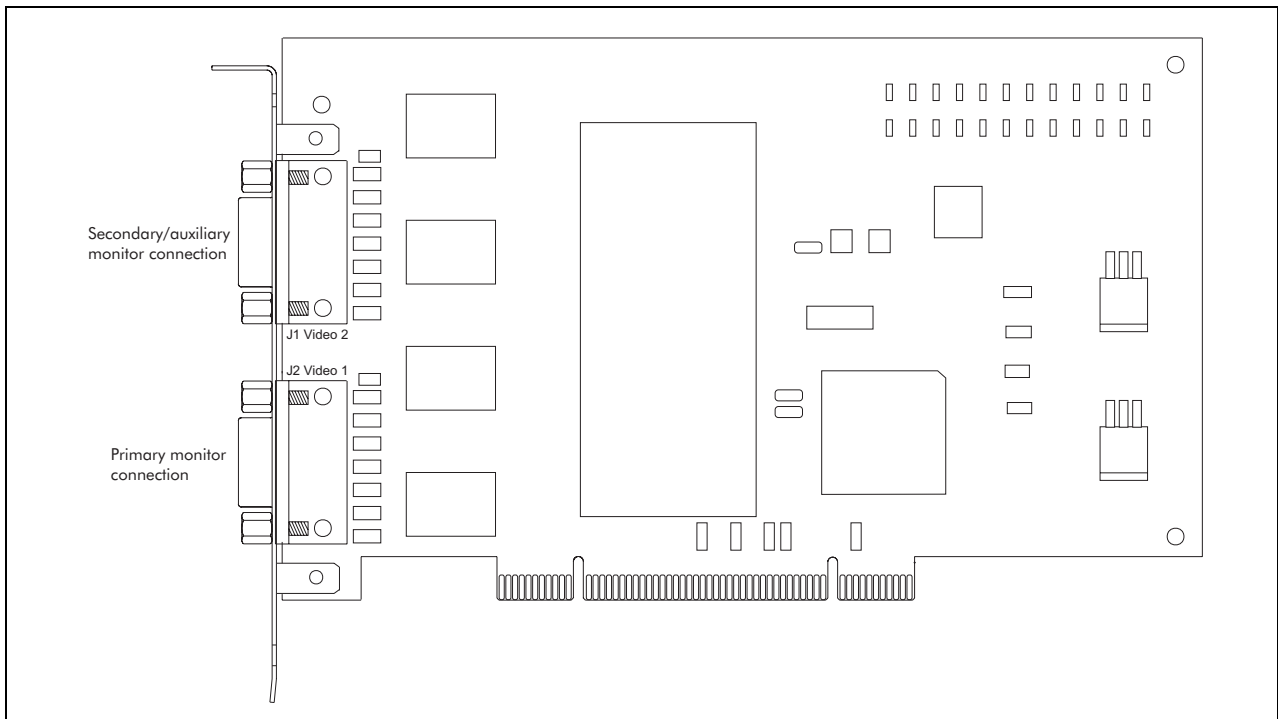 Secondary/auxiliary
monitor connection
J1 Video 2
J2 Video 1
Primary monitor
connection